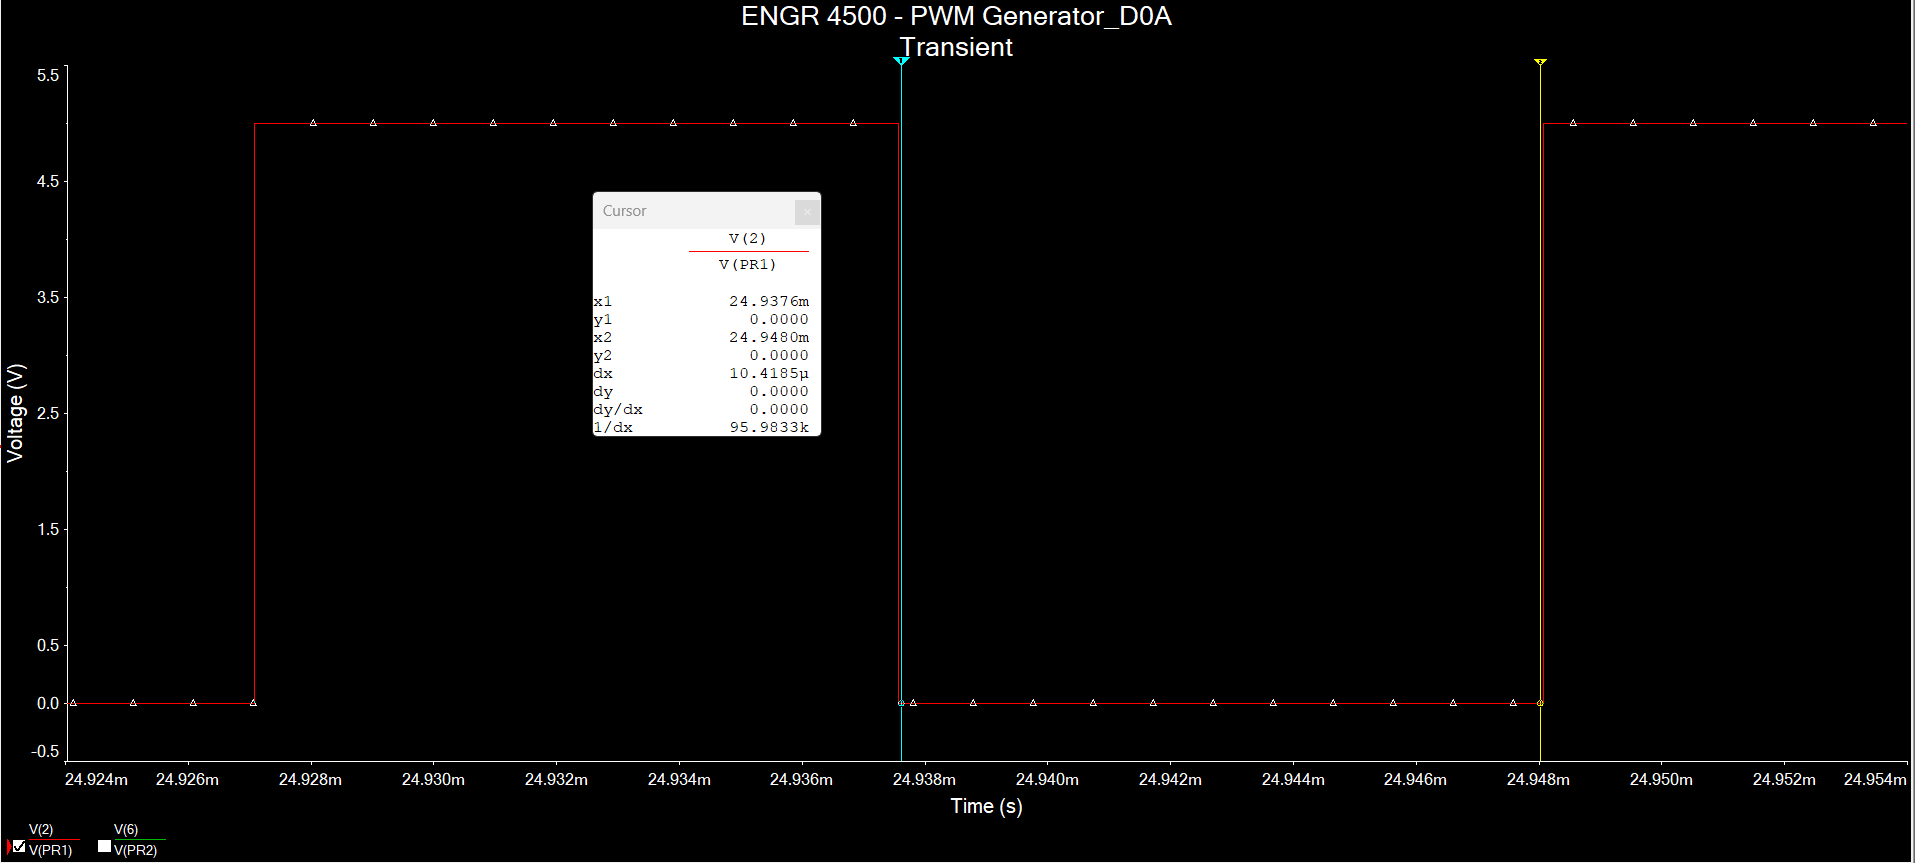 ENGR 4500 - PWM Generator_D0A
Transient
5.5
4.5
3.5
2.5
1.5
0.5
0.0
-0.5
Voltage (V)
Cursor
V(2)
V(PR1)
x1 24.9376m
y1 0.0000
x2 24.9480m
y2 0.0000
dx 10.4185µ
dy 0.0000
dy/dx 0.0000
1/dx 95.9833k
24.924m 24.926m 24.928m 24.930m 24.932m 24.934m 24.936m 24.938m 24.940m 24.942m 24.944m 24.946m 24.948m 24.950m 24.952m 24.954m
Time (s)
V(2) V(6)
V(PR1) V(PR2)